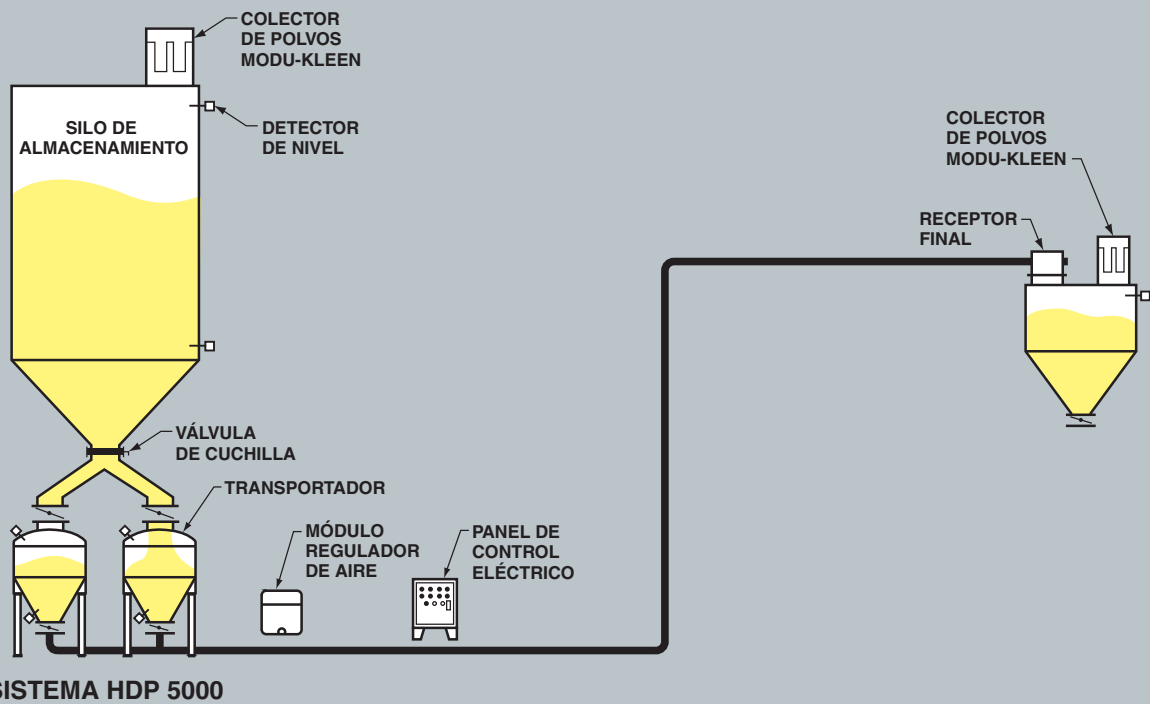 COLECTOR
DE POLVOS
MODU-KLEEN
SILO DE
ALMACENAMIENTO
DETECTOR
DE NIVEL
COLECTOR
DE POLVOS
MODU-KLEEN
RECEPTOR
FINAL
VÁLVULA
DE CUCHILLA
TRANSPORTADOR
MÓDULO
REGULADOR
DE AIRE
PANEL DE
CONTROL
ELÉCTRICO
SISTEMA HDP 5000